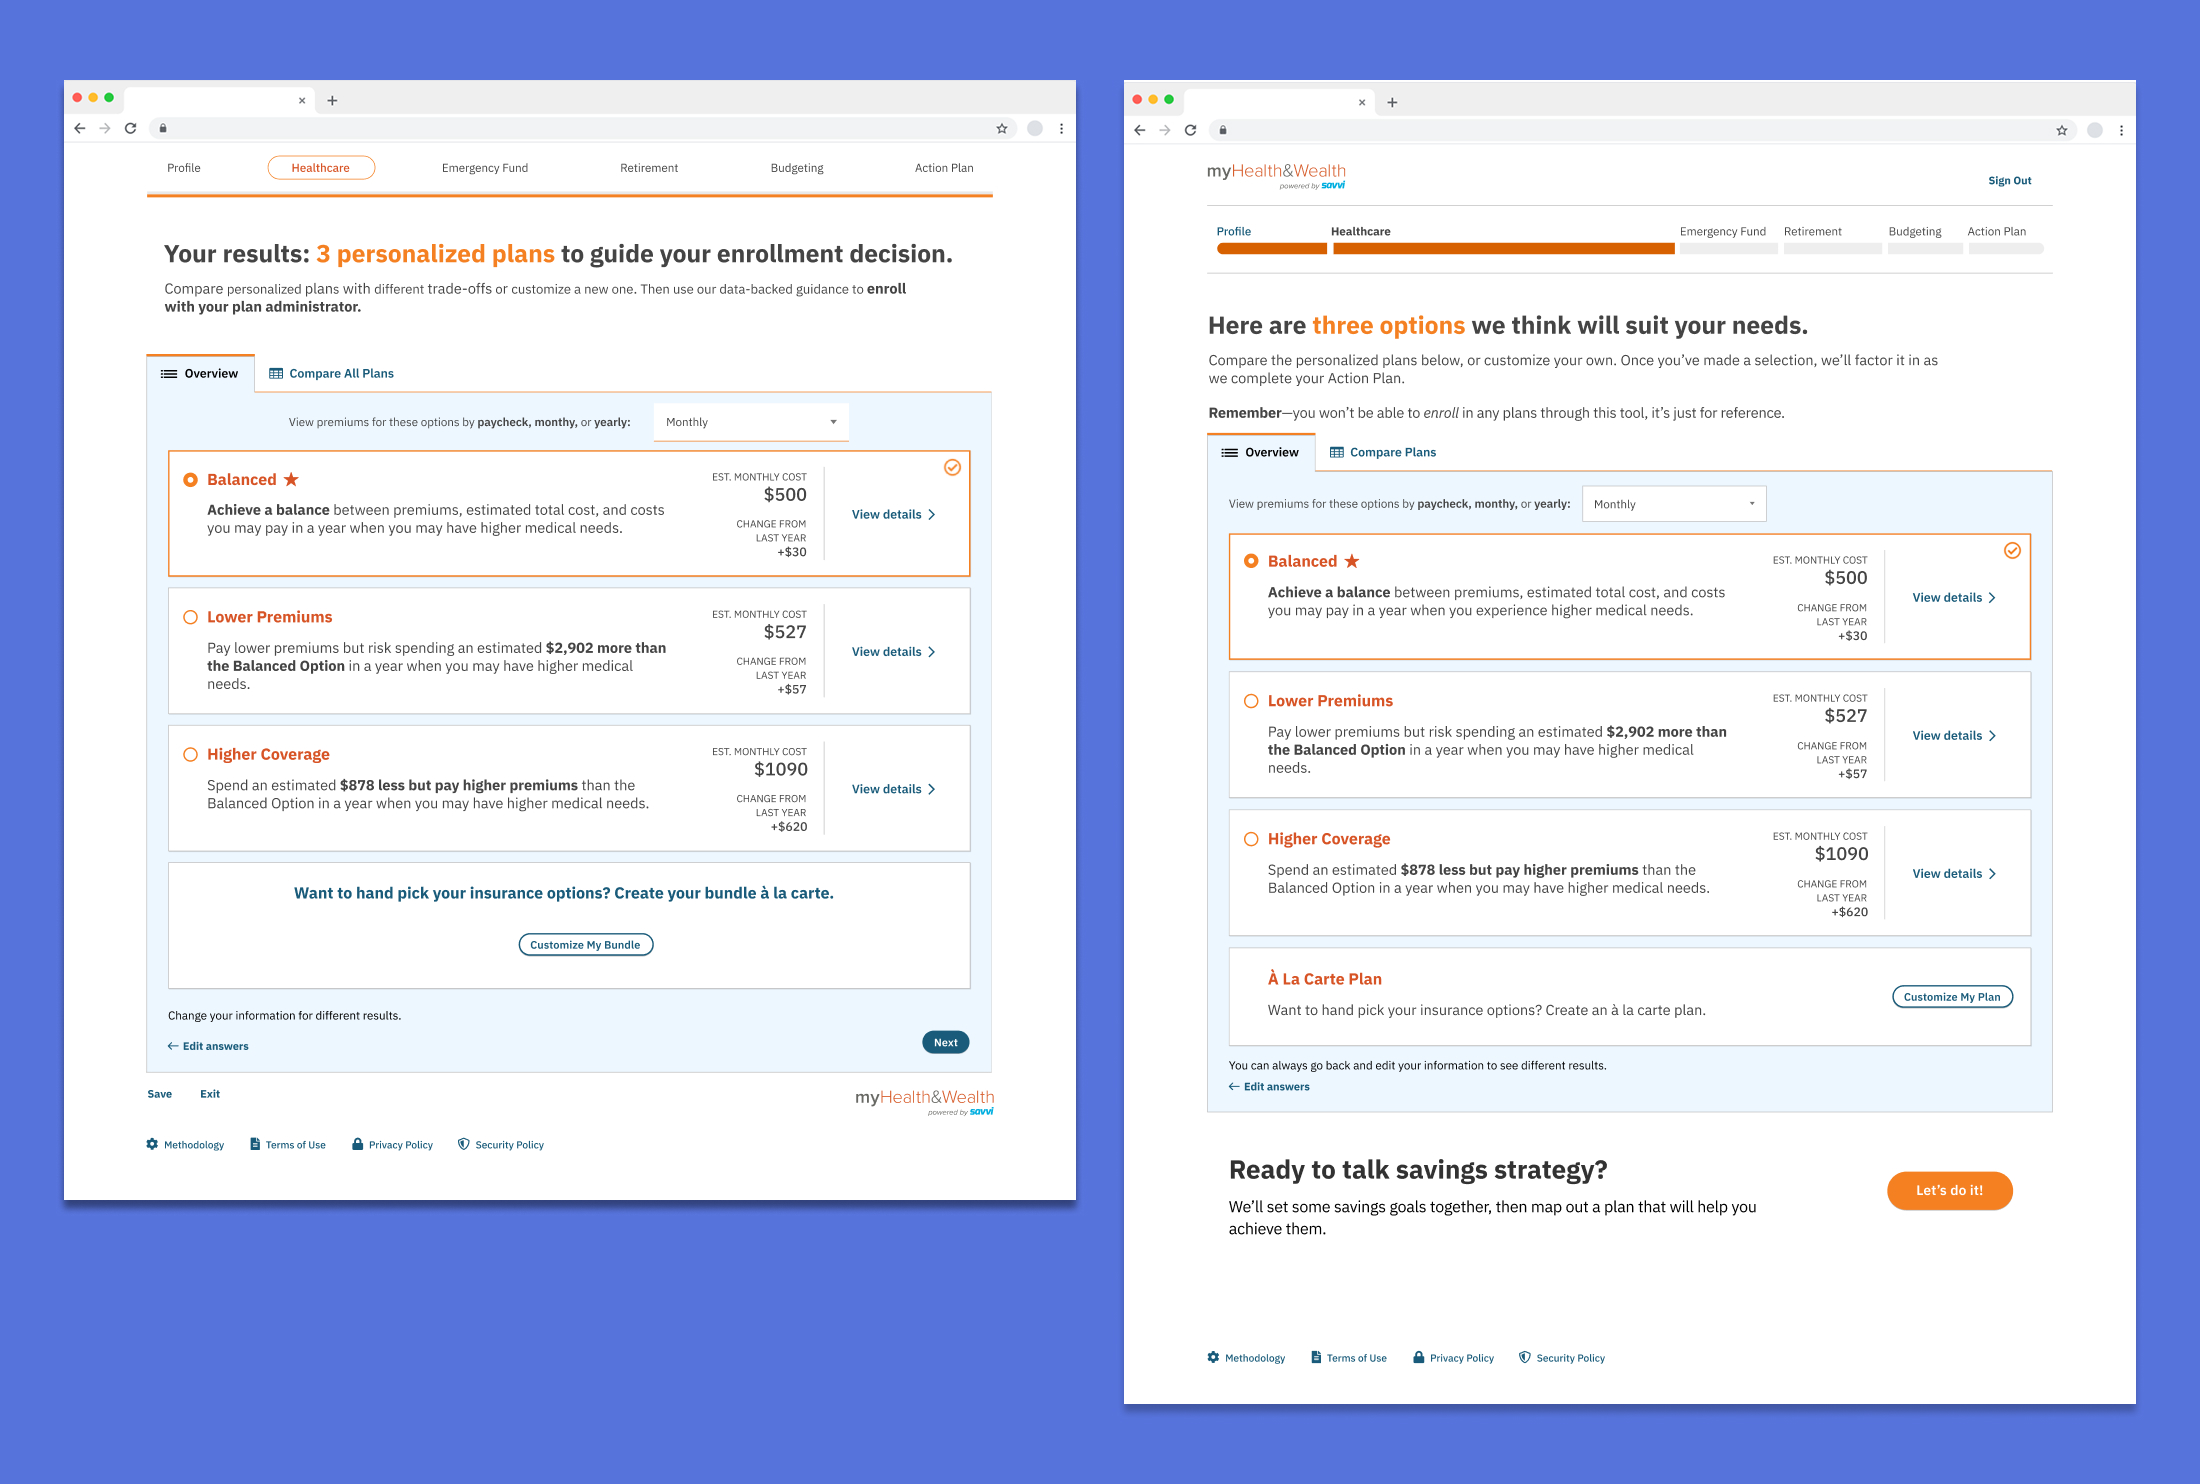 Profile
Healthcare
Emergency Fund
Retirement
Budgeting
Action Plan
Your results: 3 personalized plans to guide your enrollment decision.
Compare personalized plans with different trade-offs or customize a new one. Then use our data-backed guidance to enroll
with your plan administrator.
Overview
Compare All Plans
View premiums for these options by paycheck, monthy, or yearly:
Monthly
Balanced
Achieve a balance between premiums, estimated total cost, and costs
you may pay in a year when you may have higher medical needs.
EST. MONTHLY COST
$500
CHANGE FROM
LAST YEAR
+$30
View details
Lower Premiums
Pay lower premiums but risk spending an estimated $2,902 more than
the Balanced Option in a year when you may have higher medical
needs.
EST. MONTHLY COST
$527
CHANGE FROM
LAST YEAR
+$57
View details
Higher Coverage
Spend an estimated $878 less but pay higher premiums than the
Balanced Option in a year when you may have higher medical needs.
EST. MONTHLY COST
$1090
CHANGE FROM
LAST YEAR
+$620
View details
Want to hand pick your insurance options? Create your bundle à la carte.
Customize My Bundle
Change your information for different results.
Edit answers
Next
Save
Exit
myHealth&Wealth
powered by savvi
Methodology
Terms of Use
Privacy Policy
Security Policy
myHealth&Wealth
powered by savvi
Sign Out
Profile
Healthcare
Emergency Fund
Retirement
Budgeting
Action Plan
Here are three options we think will suit your needs.
Compare the personalized plans below, or customize your own. Once you've made a selection, we'll factor it in as
we complete your Action Plan.
Remember—you won't be able to enroll in any plans through this tool, it's just for reference.
Overview
Compare Plans
View premiums for these options by paycheck, monthy, or yearly:
Monthly
Balanced
Achieve a balance between premiums, estimated total cost, and costs
you may pay in a year when you experience higher medical needs.
EST. MONTHLY COST
$500
CHANGE FROM
LAST YEAR
+$30
View details
Lower Premiums
Pay lower premiums but risk spending an estimated $2,902 more than
the Balanced Option in a year when you may have higher medical
needs.
EST. MONTHLY COST
$527
CHANGE FROM
LAST YEAR
+$57
View details
Higher Coverage
Spend an estimated $878 less but pay higher premiums than the
Balanced Option in a year when you may have higher medical needs.
EST. MONTHLY COST
$1090
CHANGE FROM
LAST YEAR
+$620
View details
À La Carte Plan
Want to hand pick your insurance options? Create an à la carte plan.
Customize My Plan
You can always go back and edit your information to see different results.
Edit answers
Ready to talk savings strategy?
We'll set some savings goals together, then map out a plan that will help you
achieve them.
Let's do it!
Methodology
Terms of Use
Privacy Policy
Security Policy